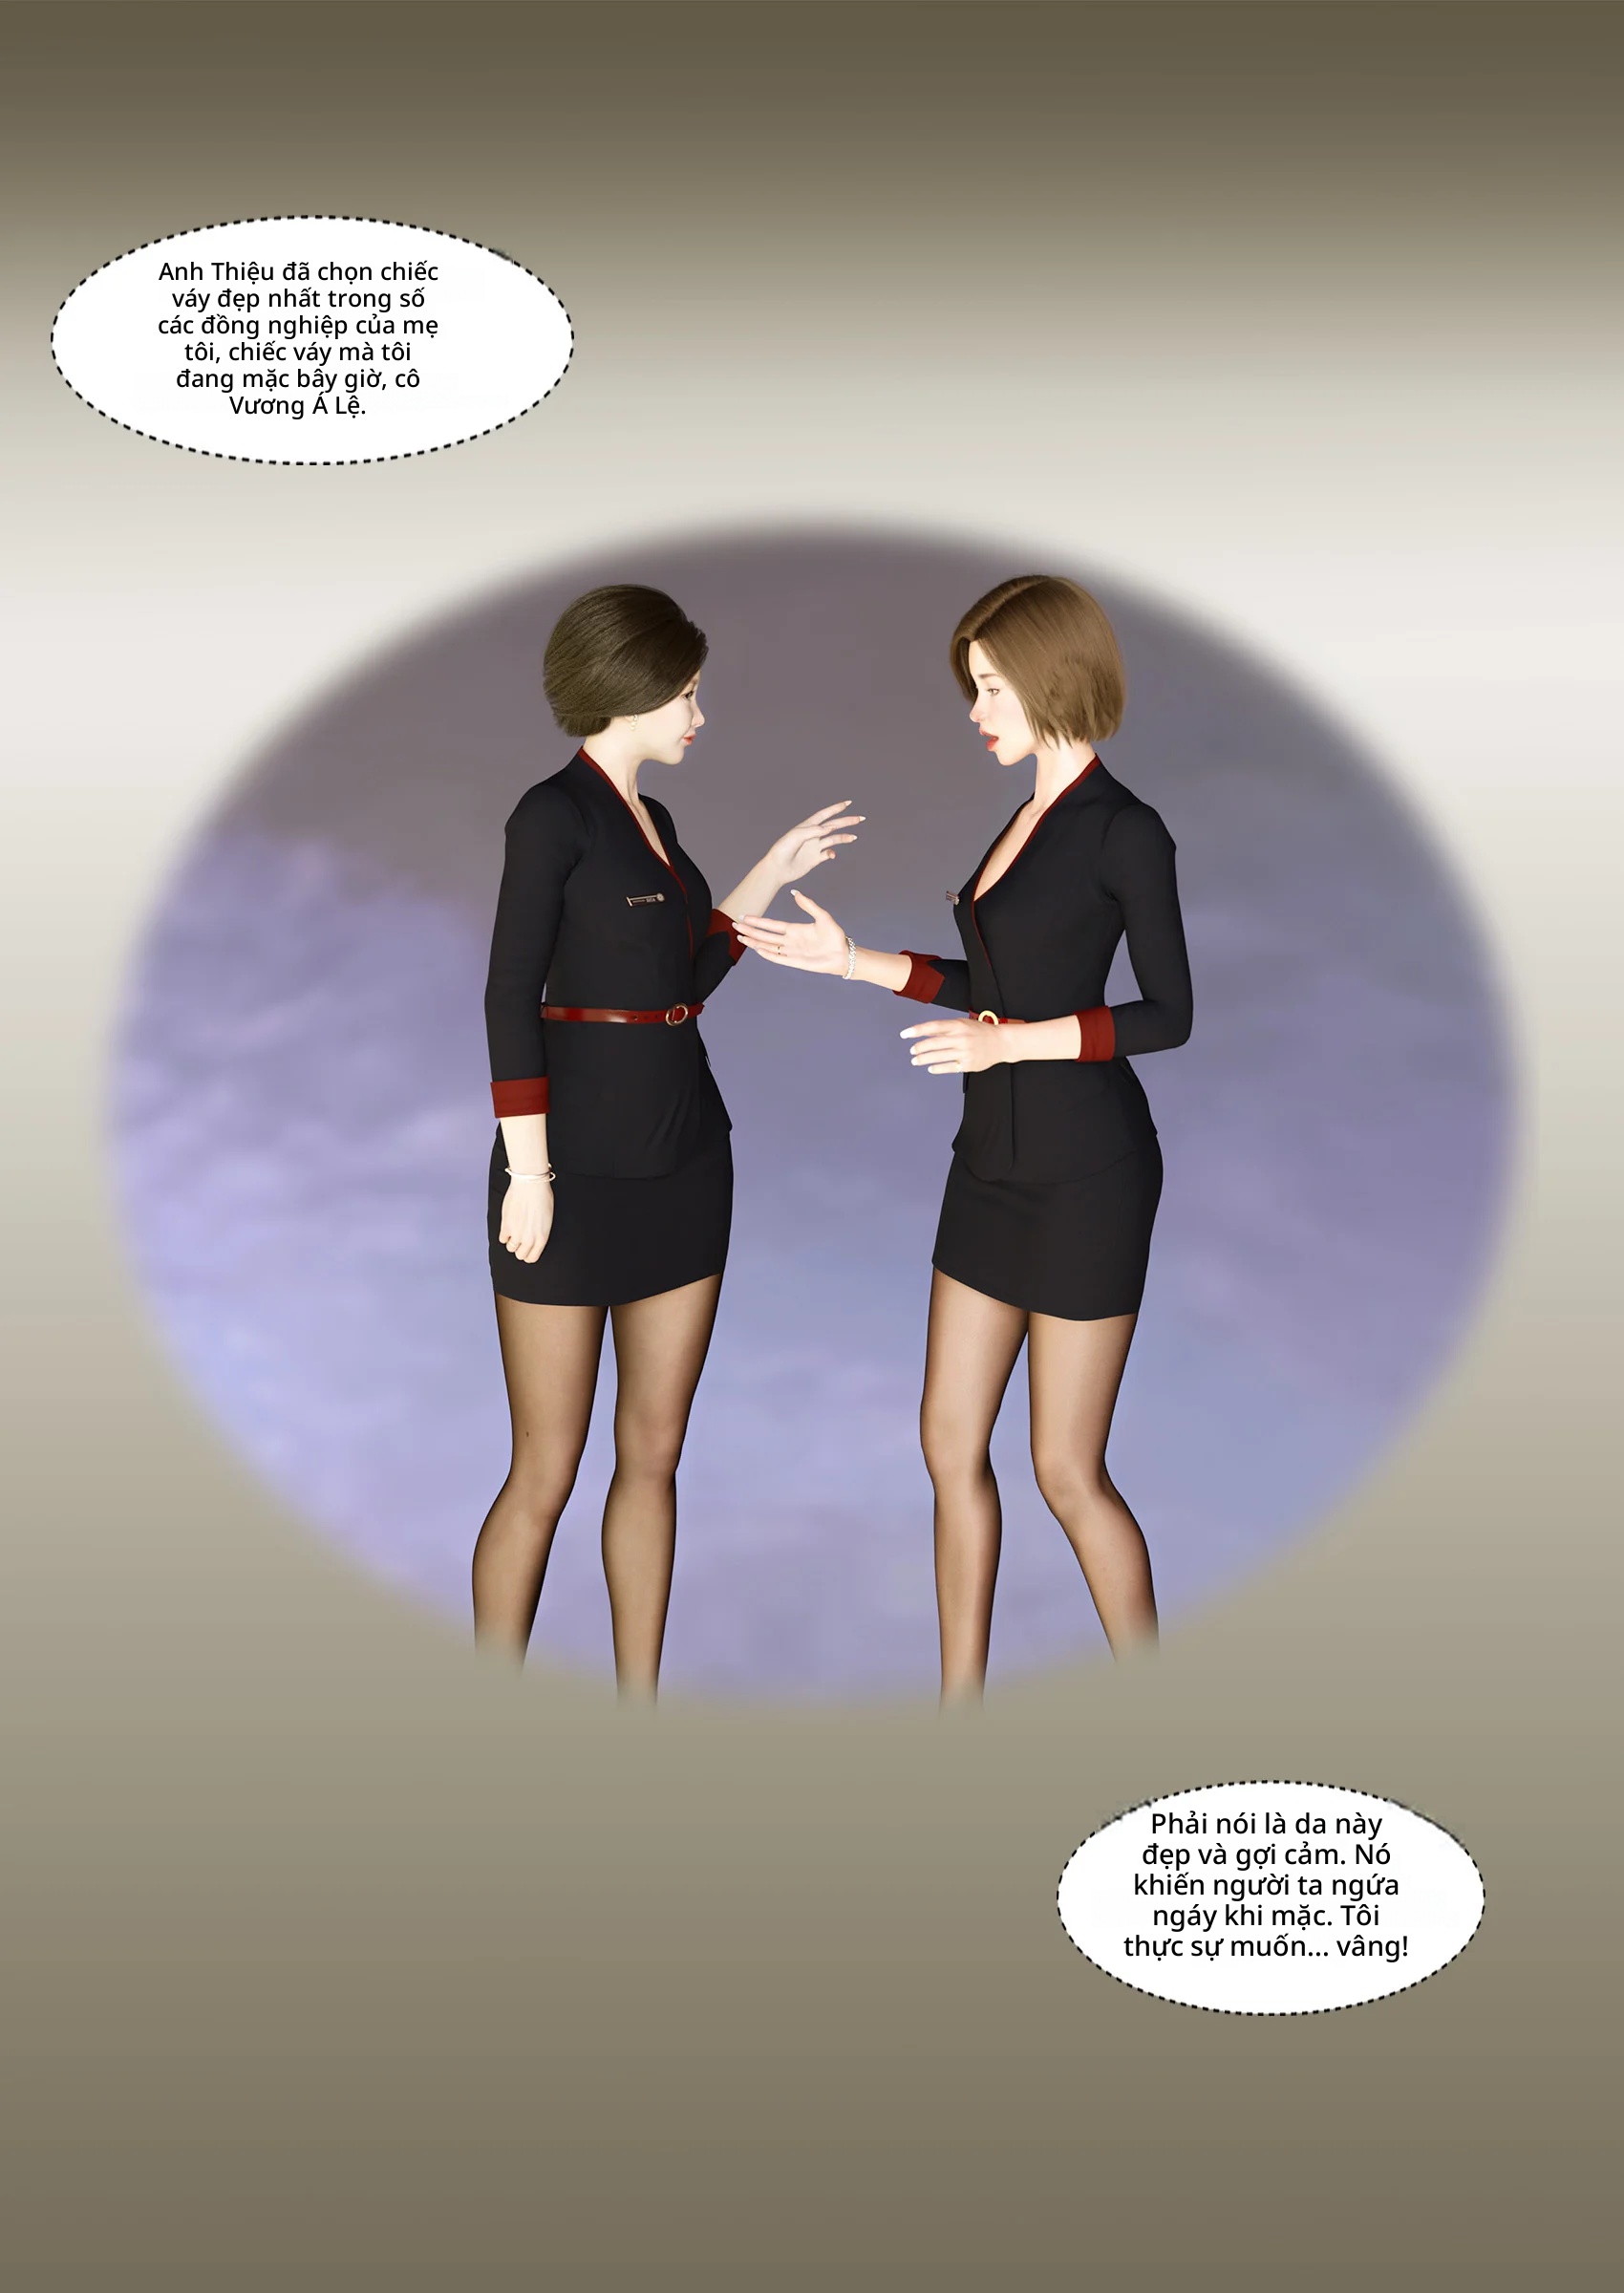 Anh Thiệu đã chọn chiếc
váy đẹp nhất trong số
các đồng nghiệp của mẹ
tôi, chiếc váy mà tôi
đang mặc bây giờ, cô
Vương Á Lệ.
Phải nói là da này
đẹp và gợi cảm. Nó
khiến người ta ngứa
ngáy khi mặc. Tôi
thực sự muốn... vâng!